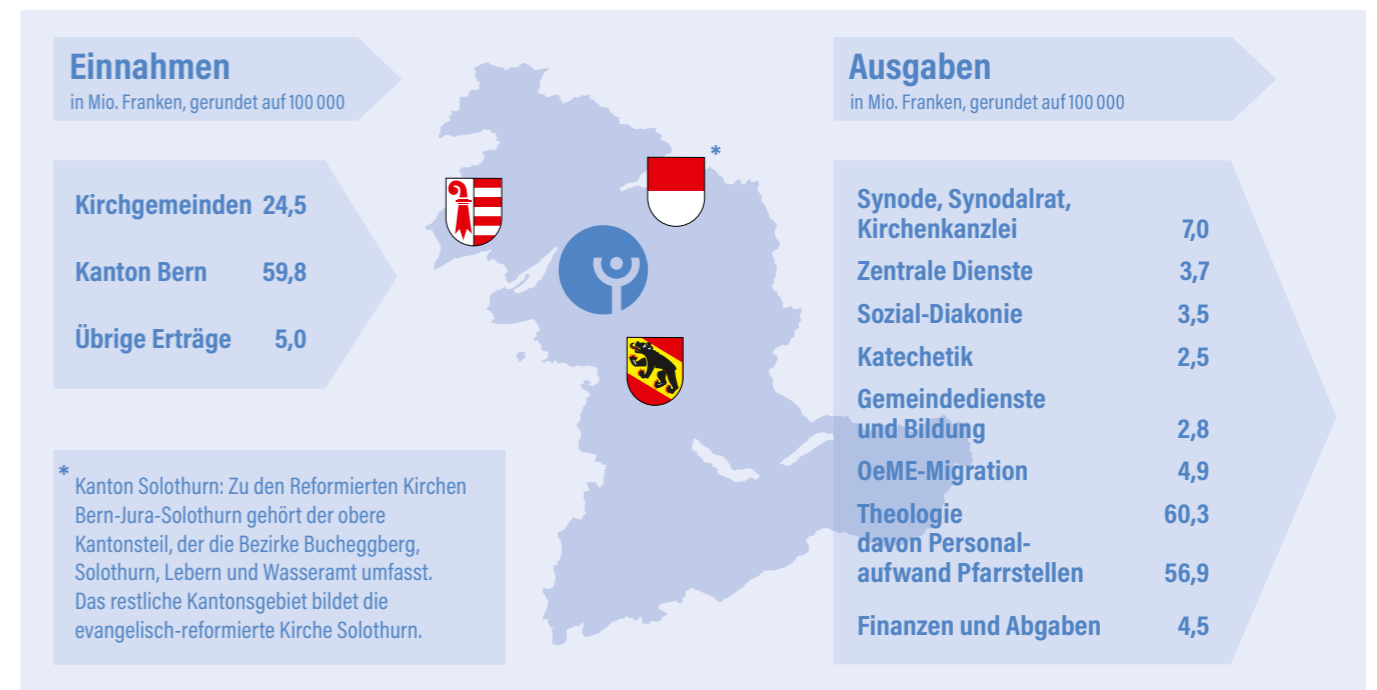 Einnahmen
in Mio. Franken, gerundet auf 100 000
Kirchgemeinden 24,5
Kanton Bern 59,8
Übrige Erträge 5,0
*
* Kanton Solothurn: Zu den Reformierten Kirchen
Bern-Jura-Solothurn gehört der obere
Kantonsteil, der die Bezirke Bucheggberg,
Solothurn, Lebern und Wasseramt umfasst.
Das restliche Kantonsgebiet bildet die
evangelisch-reformierte Kirche Solothurn.
Ausgaben
in Mio. Franken, gerundet auf 100 000
Synode, Synodalrat,
Kirchenkanzlei 7,0
Zentrale Dienste 3,7
Sozial-Diakonie 3,5
Katechetik 2,5
Gemeindedienste
und Bildung 2,8
OeME-Migration 4,9
Theologie 60,3
davon Personal-
aufwand Pfarrstellen 56,9
Finanzen und Abgaben 4,5